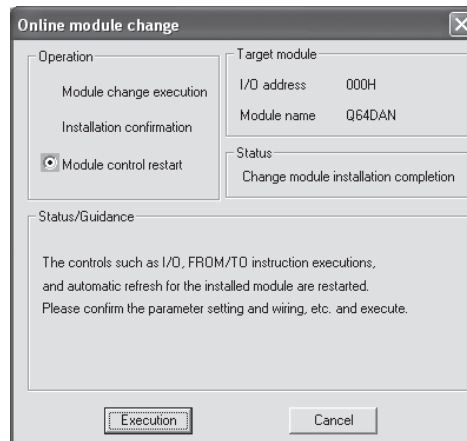 Online module change
Operation
Module change execution
Installation confirmation
Module control restart
Target module
I/O address 000H
Module name Q64DAN
Status
Change module installation completion
Status/Guidance
The controls such as I/O, FROM/TO instruction executions,
and automatic refresh for the installed module are restarted.
Please confirm the parameter setting and wiring, etc. and execute.
Execution
Cancel